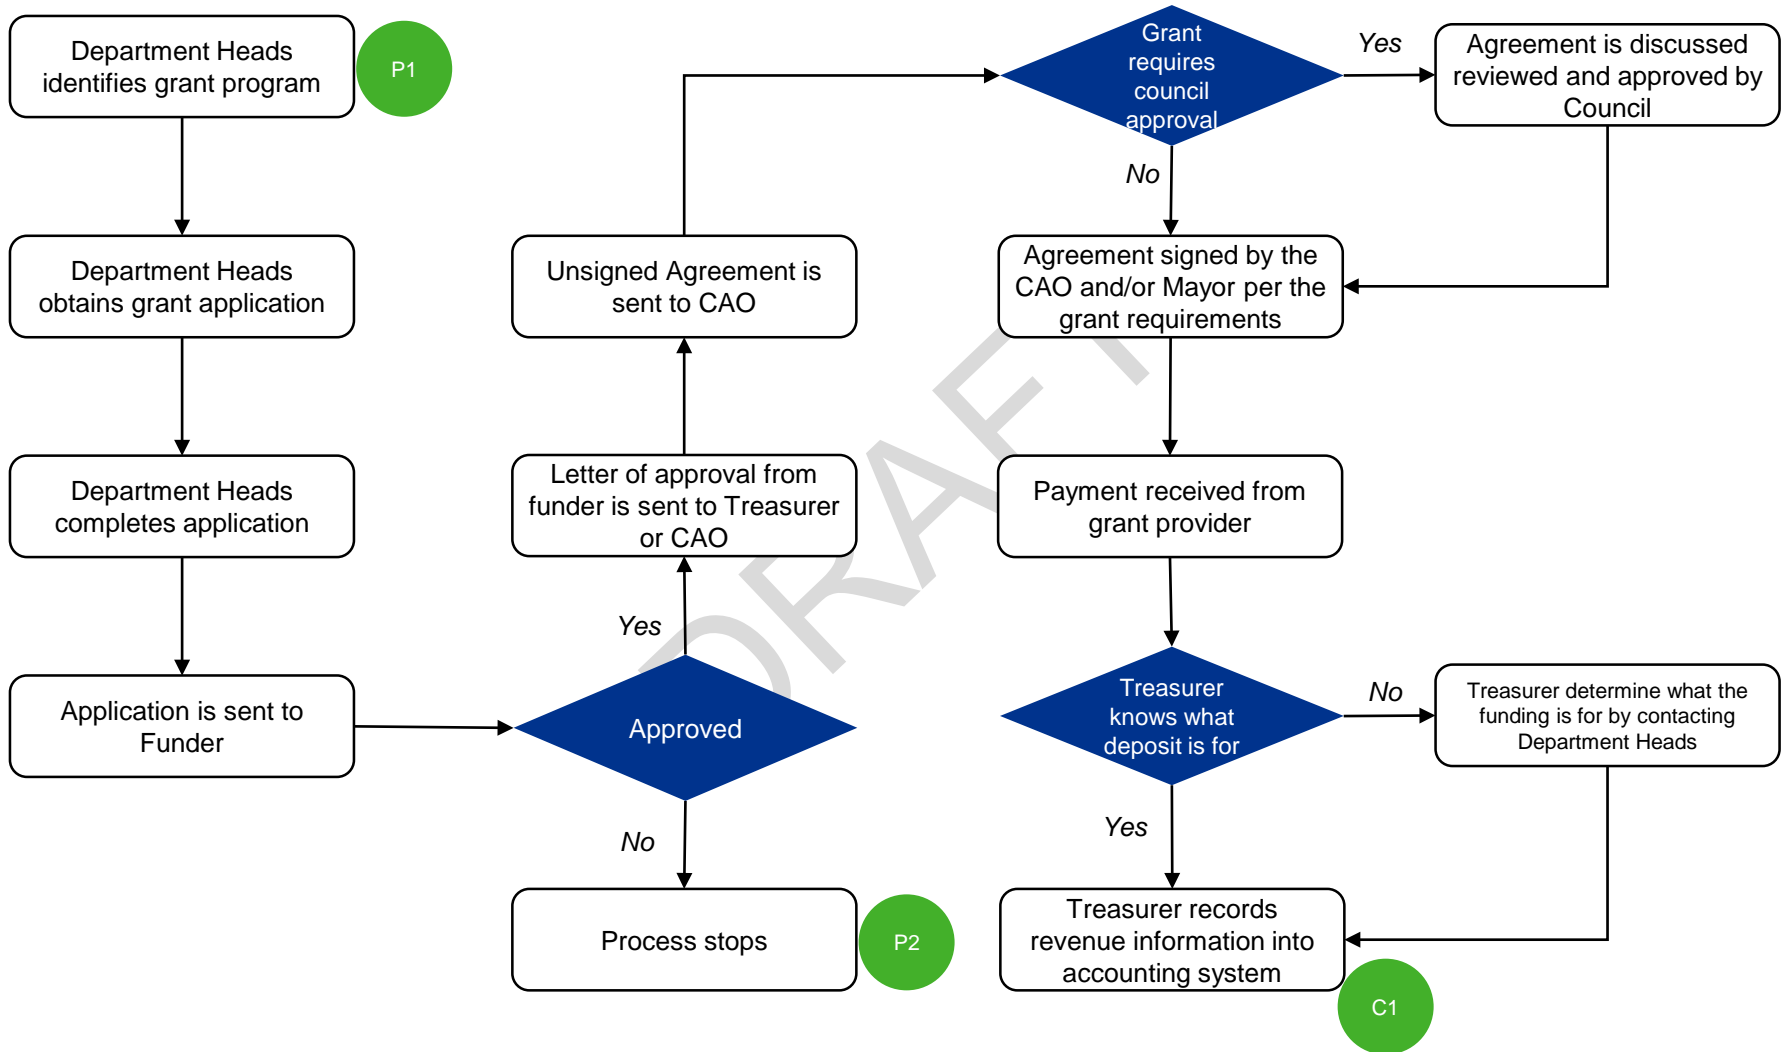 Department Heads
identifies grant program
P1
Department Heads
obtains grant application
Department Heads
completes application
Application is sent to
Funder
Approved
Yes
No
Process stops
P2
Letter of approval from
funder is sent to Treasurer
or CAO
Unsigned Agreement is
sent to CAO
Grant
requires
council
approval
Yes
No
Agreement is discussed
reviewed and approved by
Council
Agreement signed by the
CAO and/or Mayor per the
grant requirements
Payment received from
grant provider
Treasurer
knows what
deposit is for
No
Yes
Treasurer determine what the
funding is for by contacting
Department Heads
Treasurer records
revenue information into
accounting system
C1
DRAFT